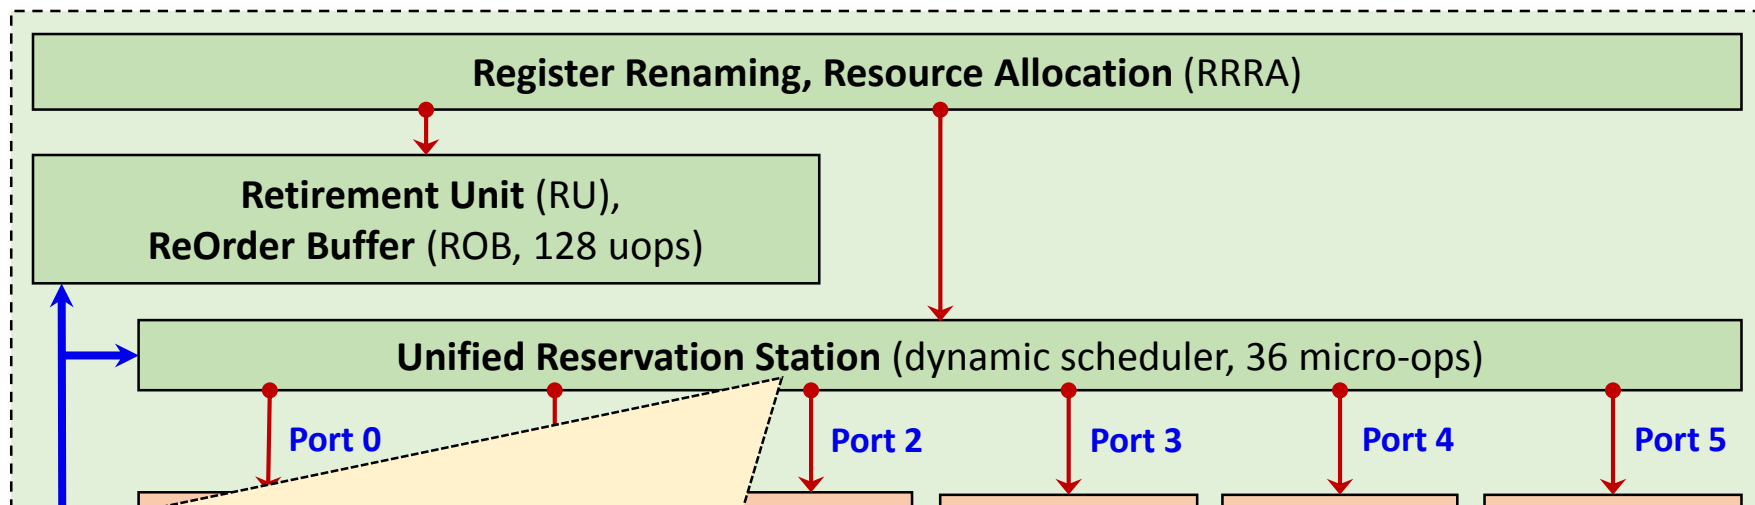 Register Renaming, Resource Allocation (RRRA)
Retirement Unit (RU),
ReOrder Buffer (ROB, 128 uops)
Unified Reservation Station (dynamic scheduler, 36 micro-ops)
Port 0
Port 2
Port 3
Port 4
Port 5